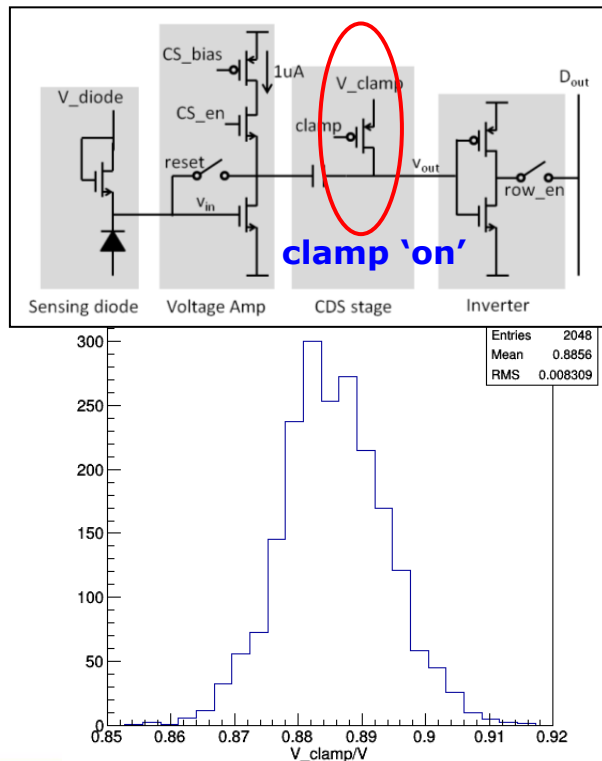 CS_bias
V_clamp
1uA
D_out
V_diode
CS_en
clamp
reset
v_out
row_en
v_in
clamp ‘on’
Sensing diode
Voltage Amp
CDS stage
Inverter
Entries 2048
Mean 0.8856
RMS 0.008309
300
250
200
150
100
50
0
0.85 0.86 0.87 0.88 0.89 0.9 0.91 0.92
V_clamp/V